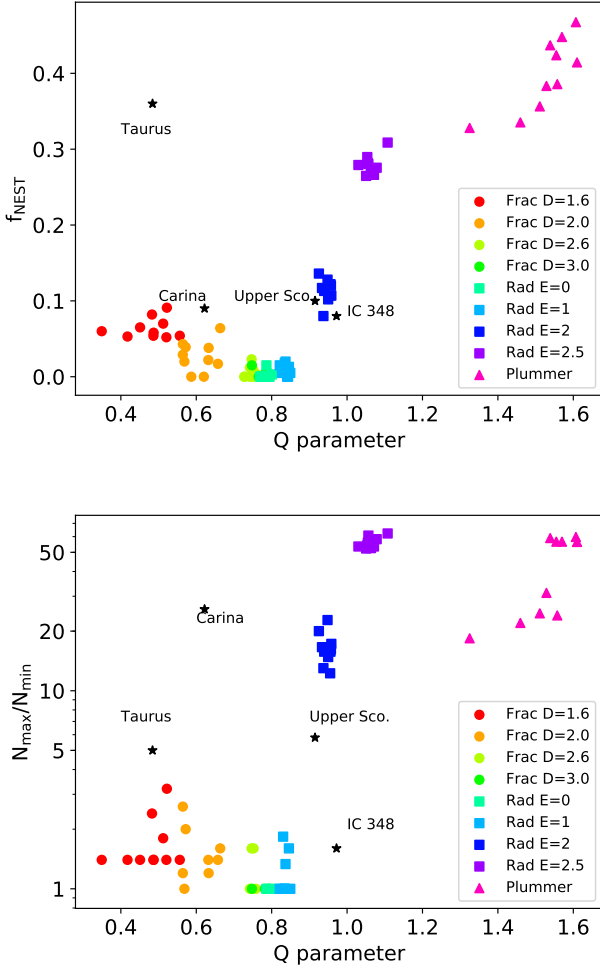 0.4
0.3
0.2
0.1
0.0
f_NEST
Taurus
Carina
Upper Sco.
IC 348
Frac D=1.6
Frac D=2.0
Frac D=2.6
Frac D=3.0
Rad E=0
Rad E=1
Rad E=2
Rad E=2.5
Plummer
0.4 0.6 0.8 1.0 1.2 1.4 1.6
Q parameter
50
20
10
5
1
N_max/N_min
Carina
Taurus
Upper Sco.
IC 348
Frac D=1.6
Frac D=2.0
Frac D=2.6
Frac D=3.0
Rad E=0
Rad E=1
Rad E=2
Rad E=2.5
Plummer
0.4 0.6 0.8 1.0 1.2 1.4 1.6
Q parameter